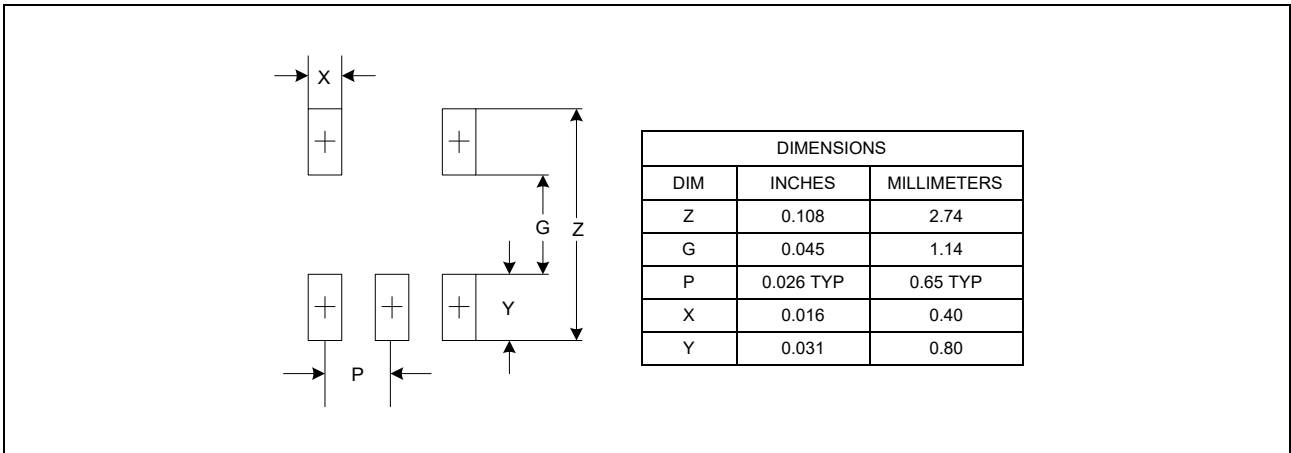 X
G
Z
Y
P
DIMENSIONS
DIM INCHES MILLIMETERS
Z 0.108 2.74
G 0.045 1.14
P 0.026 TYP 0.65 TYP
X 0.016 0.40
Y 0.031 0.80